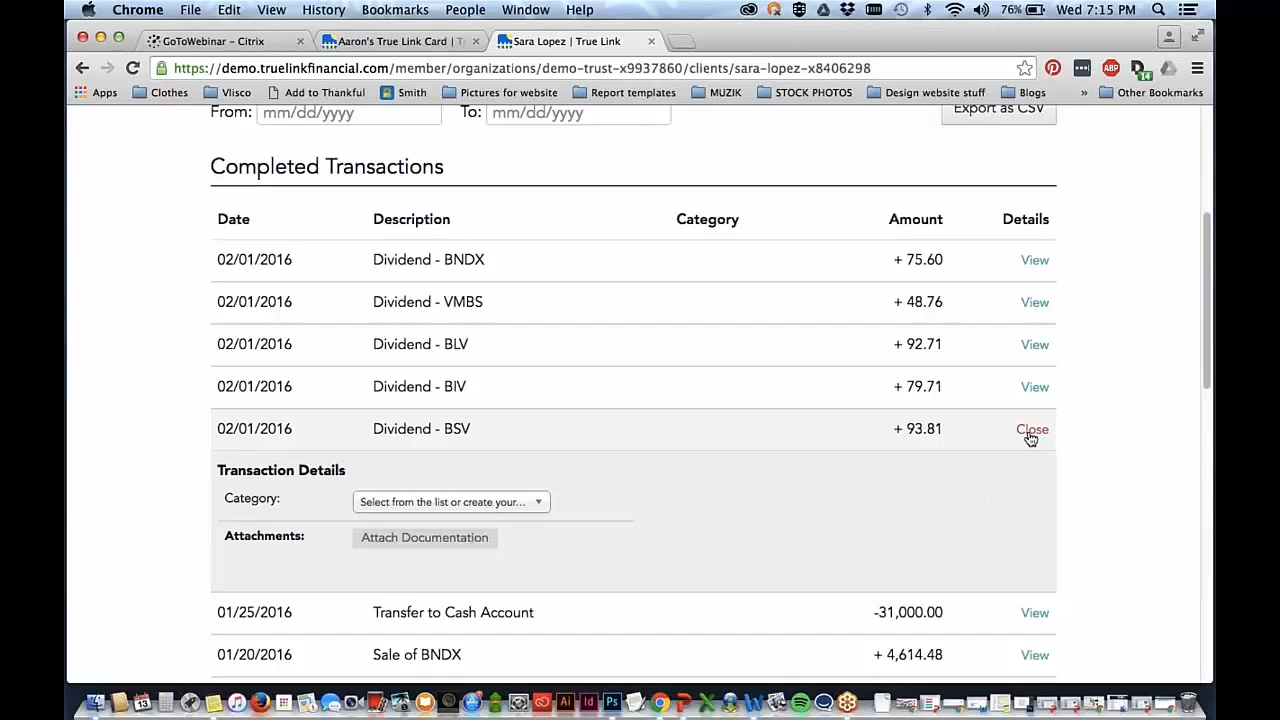 Chrome File Edit View History Bookmarks People Window Help 76% Wed 7:15 PM
GoToWebinar - Citrix Aaron's True Link Card | T Sara Lopez | True Link
https://demo.truelinkfinancial.com/member/organizations/demo-trust-x9937860/clients/sara-lopez-x8406298 ABP 14
Apps Clothes Vlisco Add to Thankful Smith Pictures for website Report templates MUZIK STOCK PHOTOS Design website stuff Blogs » Other Bookmarks
From: mm/dd/yyyy To: mm/dd/yyyy Export as CSV
Completed Transactions
Date Description Category Amount Details
02/01/2016 Dividend - BNDX + 75.60 View
02/01/2016 Dividend - VMBS + 48.76 View
02/01/2016 Dividend - BLV + 92.71 View
02/01/2016 Dividend - BIV + 79.71 View
02/01/2016 Dividend - BSV + 93.81 Close
Transaction Details
Category: Select from the list or create your...
Attachments: Attach Documentation
01/25/2016 Transfer to Cash Account -31,000.00 View
01/20/2016 Sale of BNDX + 4,614.48 View
13 Ai Id Ps